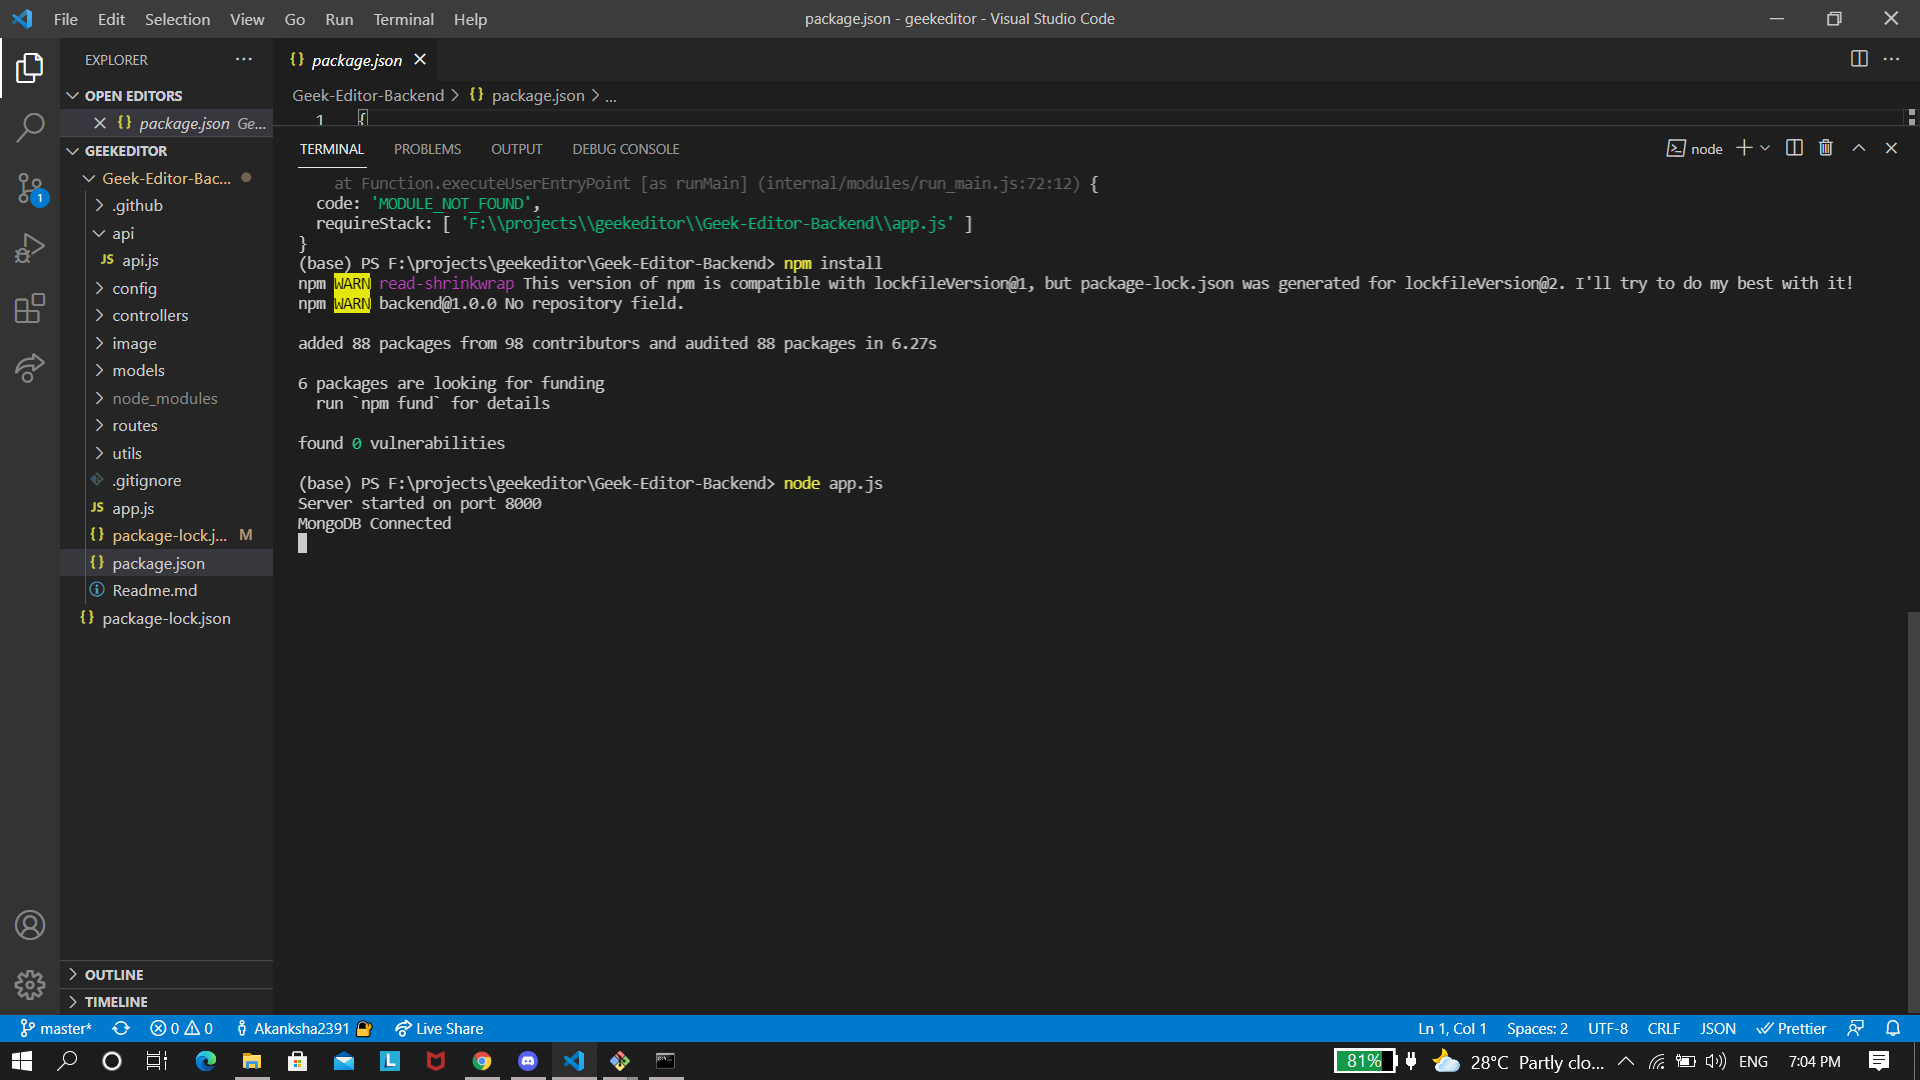 File Edit Selection View Go Run Terminal Help
package.json - geekeditor - Visual Studio Code
EXPLORER
OPEN EDITORS
package.json Ge...
GEEKEDITOR
Geek-Editor-Bac...
.github
api
JS api.js
config
controllers
image
models
node_modules
routes
utils
.gitignore
JS app.js
{} package-lock.j... M
{} package.json
Readme.md
{} package-lock.json
OUTLINE
TIMELINE
1
{} package.json
Geek-Editor-Backend > {} package.json > ...
1 {
TERMINAL PROBLEMS OUTPUT DEBUG CONSOLE
node
at Function.executeUserEntryPoint [as runMain] (internal/modules/run_main.js:72:12) {
code: 'MODULE_NOT_FOUND',
requireStack: [ 'F:\\projects\\geekeditor\\Geek-Editor-Backend\\app.js' ]
}
(base) PS F:\projects\geekeditor\Geek-Editor-Backend> npm install
npm WARN read-shrinkwrap This version of npm is compatible with lockfileVersion@1, but package-lock.json was generated for lockfileVersion@2. I'll try to do my best with it!
npm WARN backend@1.0.0 No repository field.
added 88 packages from 98 contributors and audited 88 packages in 6.27s
6 packages are looking for funding
run `npm fund` for details
found 0 vulnerabilities
(base) PS F:\projects\geekeditor\Geek-Editor-Backend> node app.js
Server started on port 8000
MongoDB Connected
master* 0 0 Akanksha2391 Live Share
Ln 1, Col 1 Spaces: 2 UTF-8 CRLF JSON Prettier
L
81% 28°C Partly clo... ENG 7:04 PM